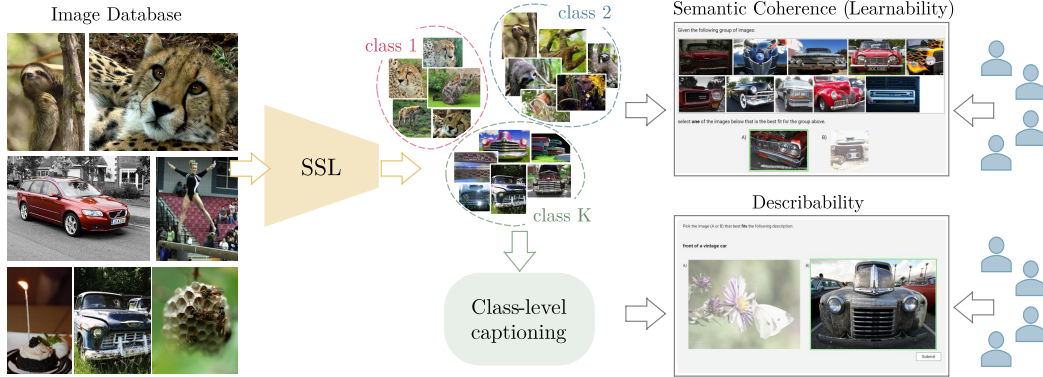 Image Database
SSL
class 1
class 2
class K
Class-level
captioning
Semantic Coherence (Learnability)
Given the following group of images:
select one of the images below that is the best fit for the group above.
A)
B)
Describability
Pick the image (A or B) that best fits the following description:
front of a vintage car
A)
B)
Submit